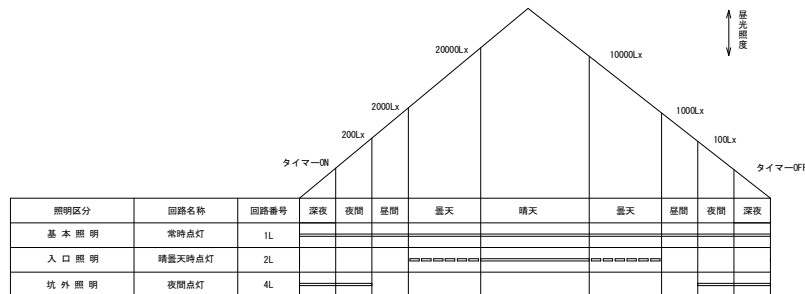 昼光照度
20000Lx
10000Lx
2000Lx
1000Lx
200Lx
100Lx
タイマーON
タイマーOFF
照明区分 回路名称 回路番号 深夜 夜間 昼間 曇天 晴天 曇天 昼間 夜間 深夜
基本照明 常時点灯 1L
入口照明 晴曇天時点灯 2L
坑外照明 夜間点灯 4L